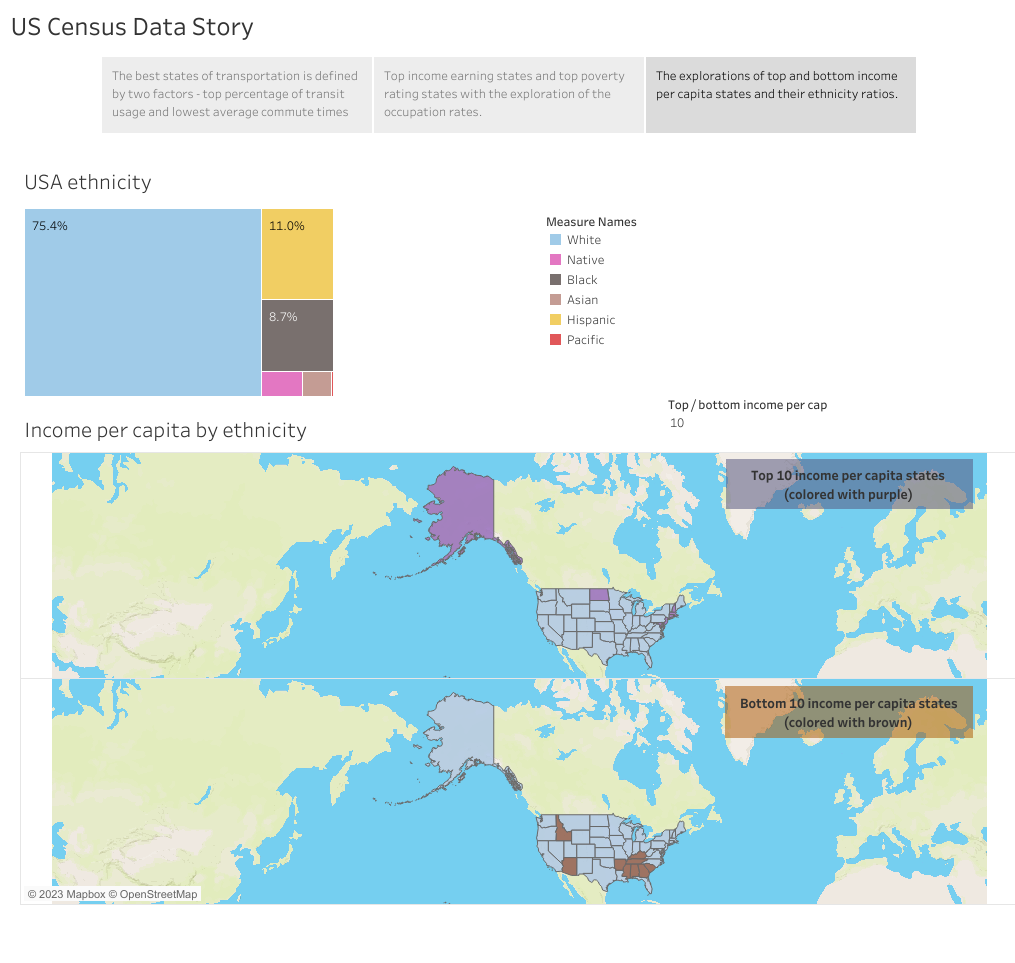 US Census Data Story
The best states of transportation is defined
by two factors - top percentage of transit
usage and lowest average commute times
Top income earning states and top poverty
rating states with the exploration of the
occupation rates.
The explorations of top and bottom income
per capita states and their ethnicity ratios.
USA ethnicity
75.4%
11.0%
8.7%
Measure Names
White
Native
Black
Asian
Hispanic
Pacific
Top / bottom income per cap
10
Income per capita by ethnicity
Top 10 income per capita states
(colored with purple)
Bottom 10 income per capita states
(colored with brown)
© 2023 Mapbox © OpenStreetMap